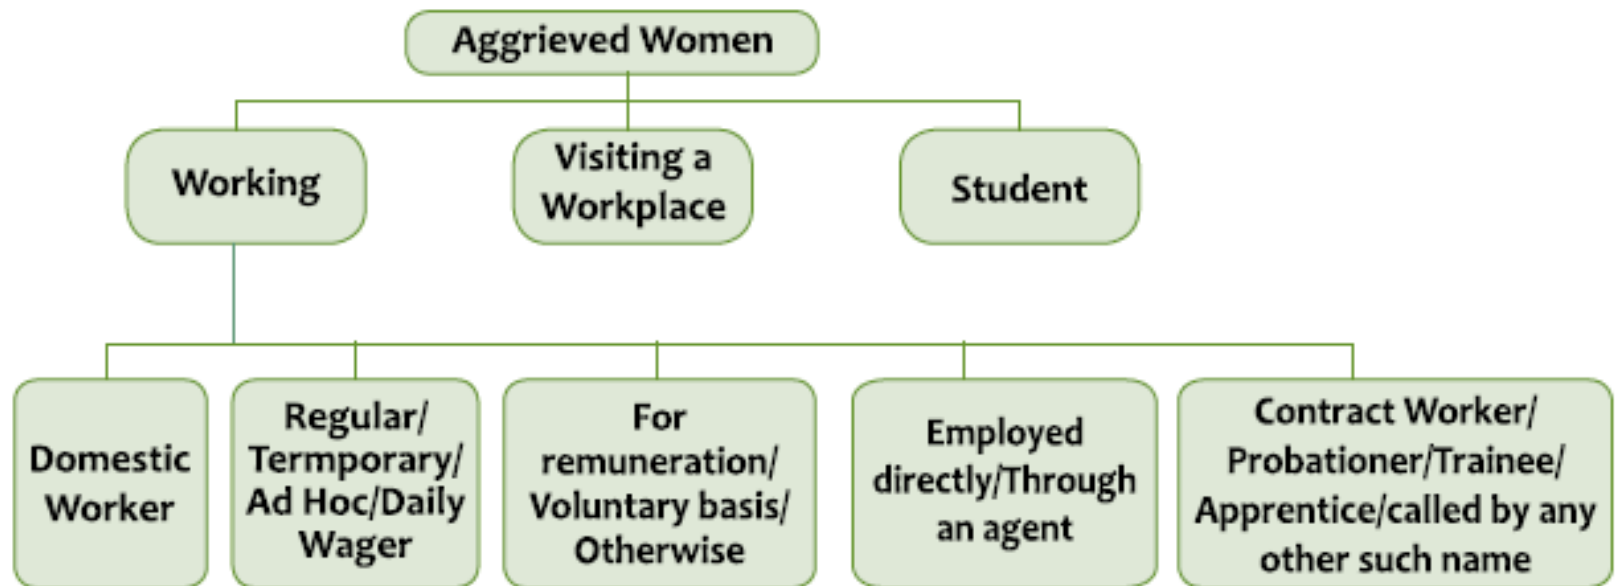 Aggrieved Women
Working
Visiting a
Workplace
Student
Domestic
Worker
Regular/
Termporary/
Ad Hoc/Daily
Wager
For
remuneration/
Voluntary basis/
Otherwise
Employed
directly/Through
an agent
Contract Worker/
Probationer/Trainee/
Apprentice/called by any
other such name